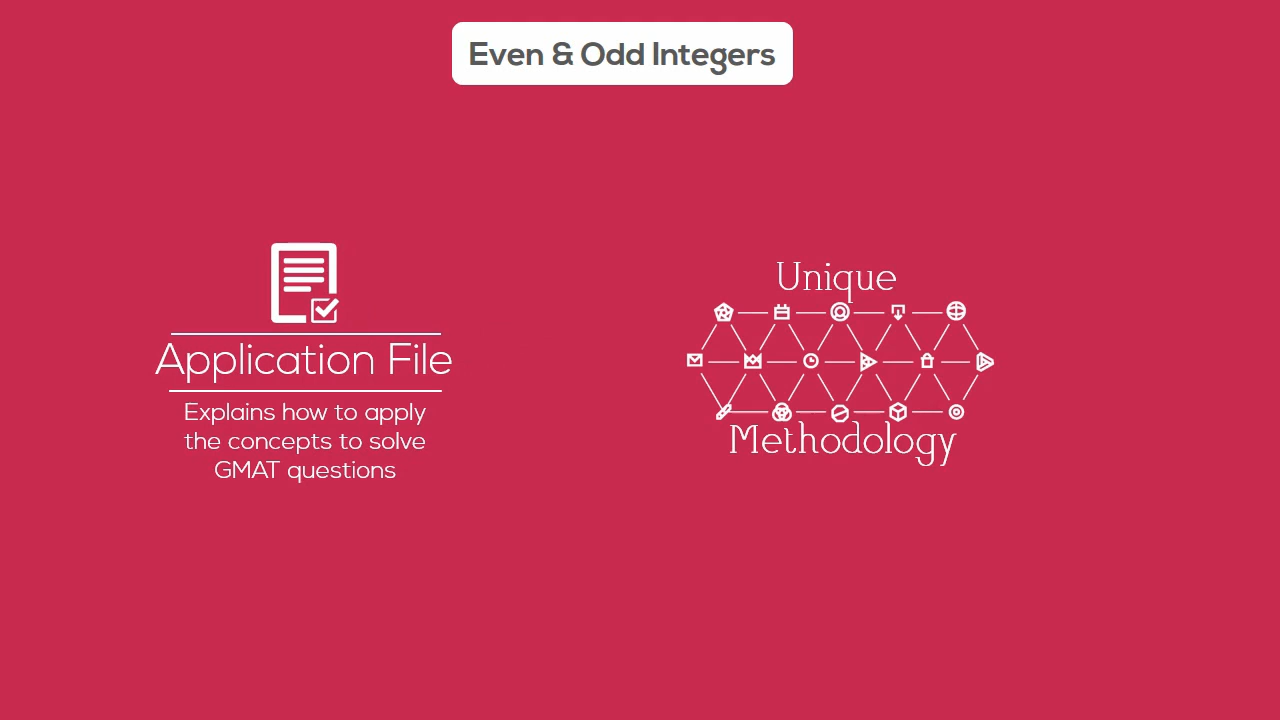 Even & Odd Integers
Application File
Explains how to apply
the concepts to solve
GMAT questions
Unique
Methodology